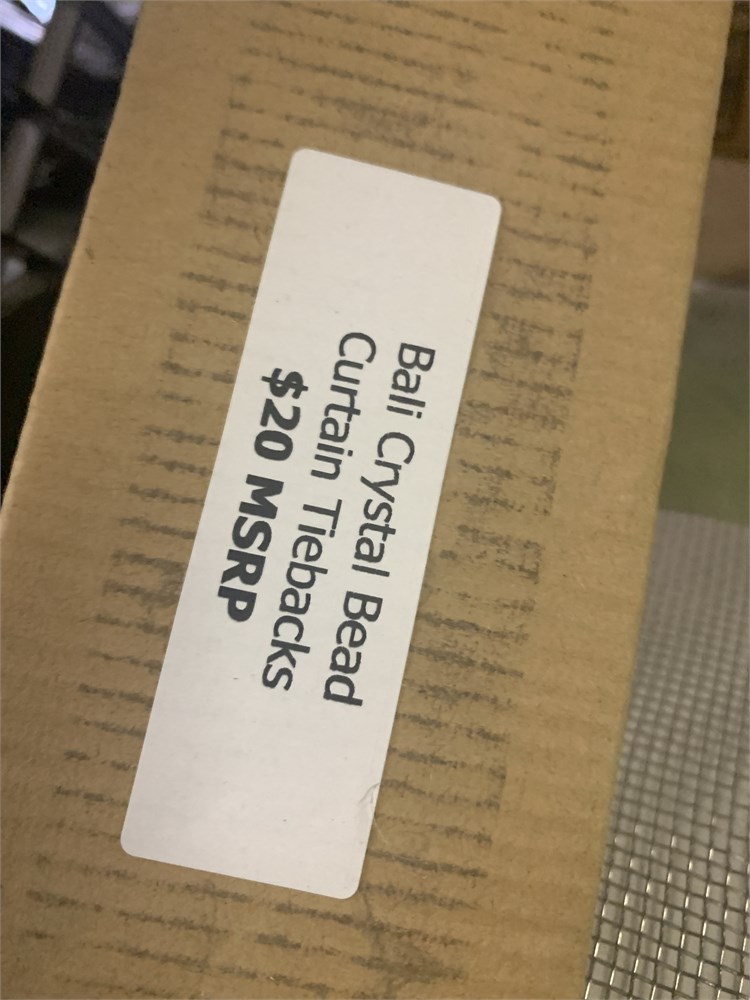 Bali Crystal Bead
Curtain Tiebacks
$20 MSRP